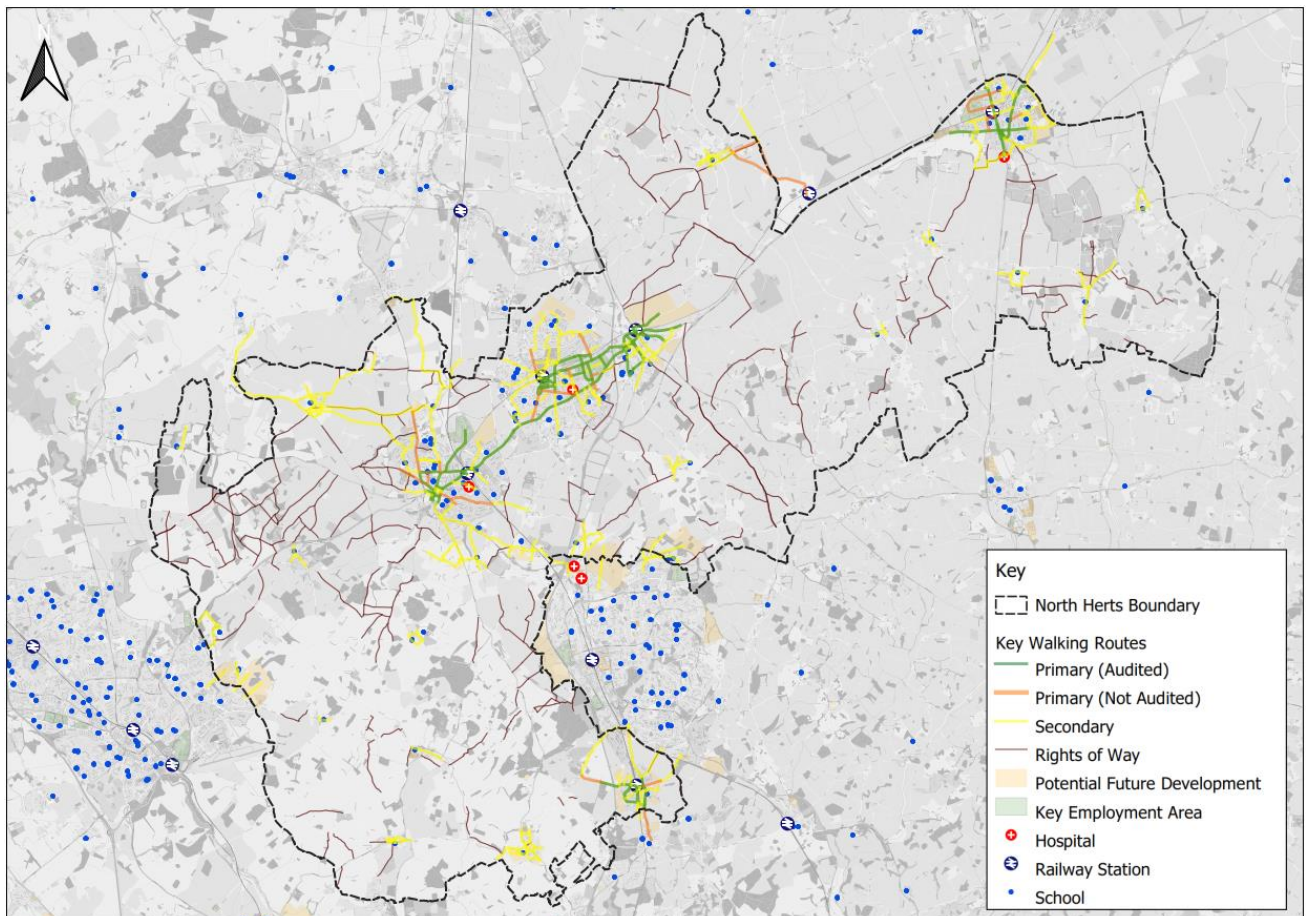 N
Key
North Herts Boundary
Key Walking Routes
Primary (Audited)
Primary (Not Audited)
Secondary
Rights of Way
Potential Future Development
Key Employment Area
Hospital
Railway Station
School